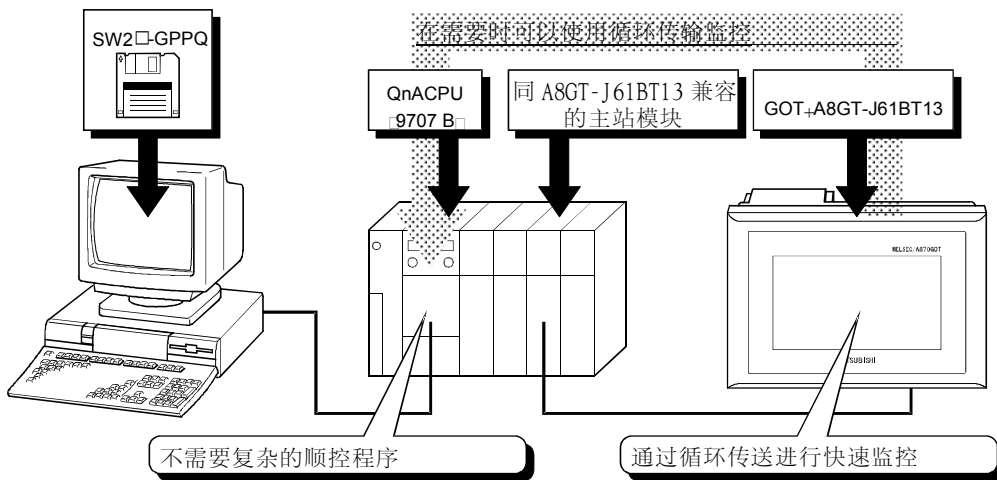 在需要时可以使用循环传输监控
SW2□-GPPQ
QnACPU
□9707 B□
同 A8GT-J61BT13 兼容
的主站模块
GOT+A8GT-J61BT13
MELSEC/A870GOT
TSUBISHI
不需要复杂的顺控程序
通过循环传送进行快速监控